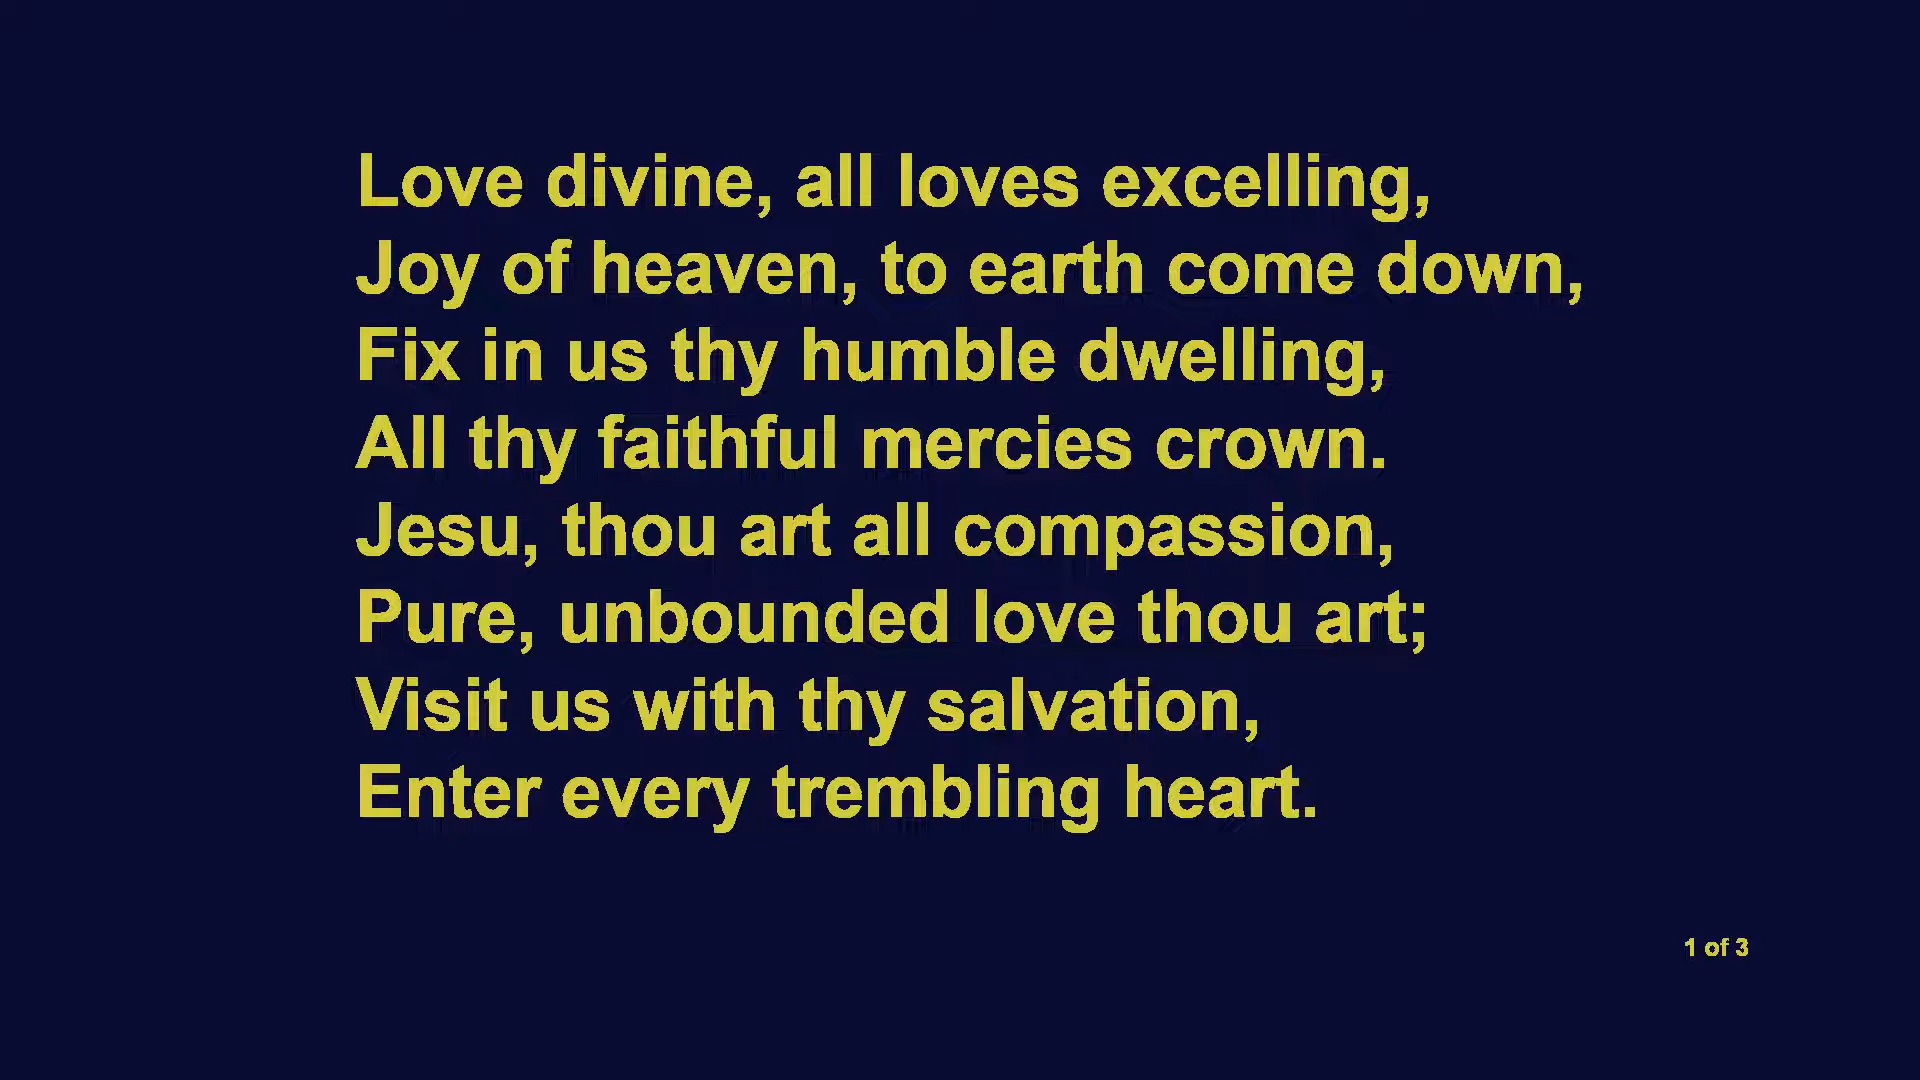 Love divine, all loves excelling,
Joy of heaven, to earth come down,
Fix in us thy humble dwelling,
All thy faithful mercies crown.
Jesu, thou art all compassion,
Pure, unbounded love thou art;
Visit us with thy salvation,
Enter every trembling heart.
1 of 3